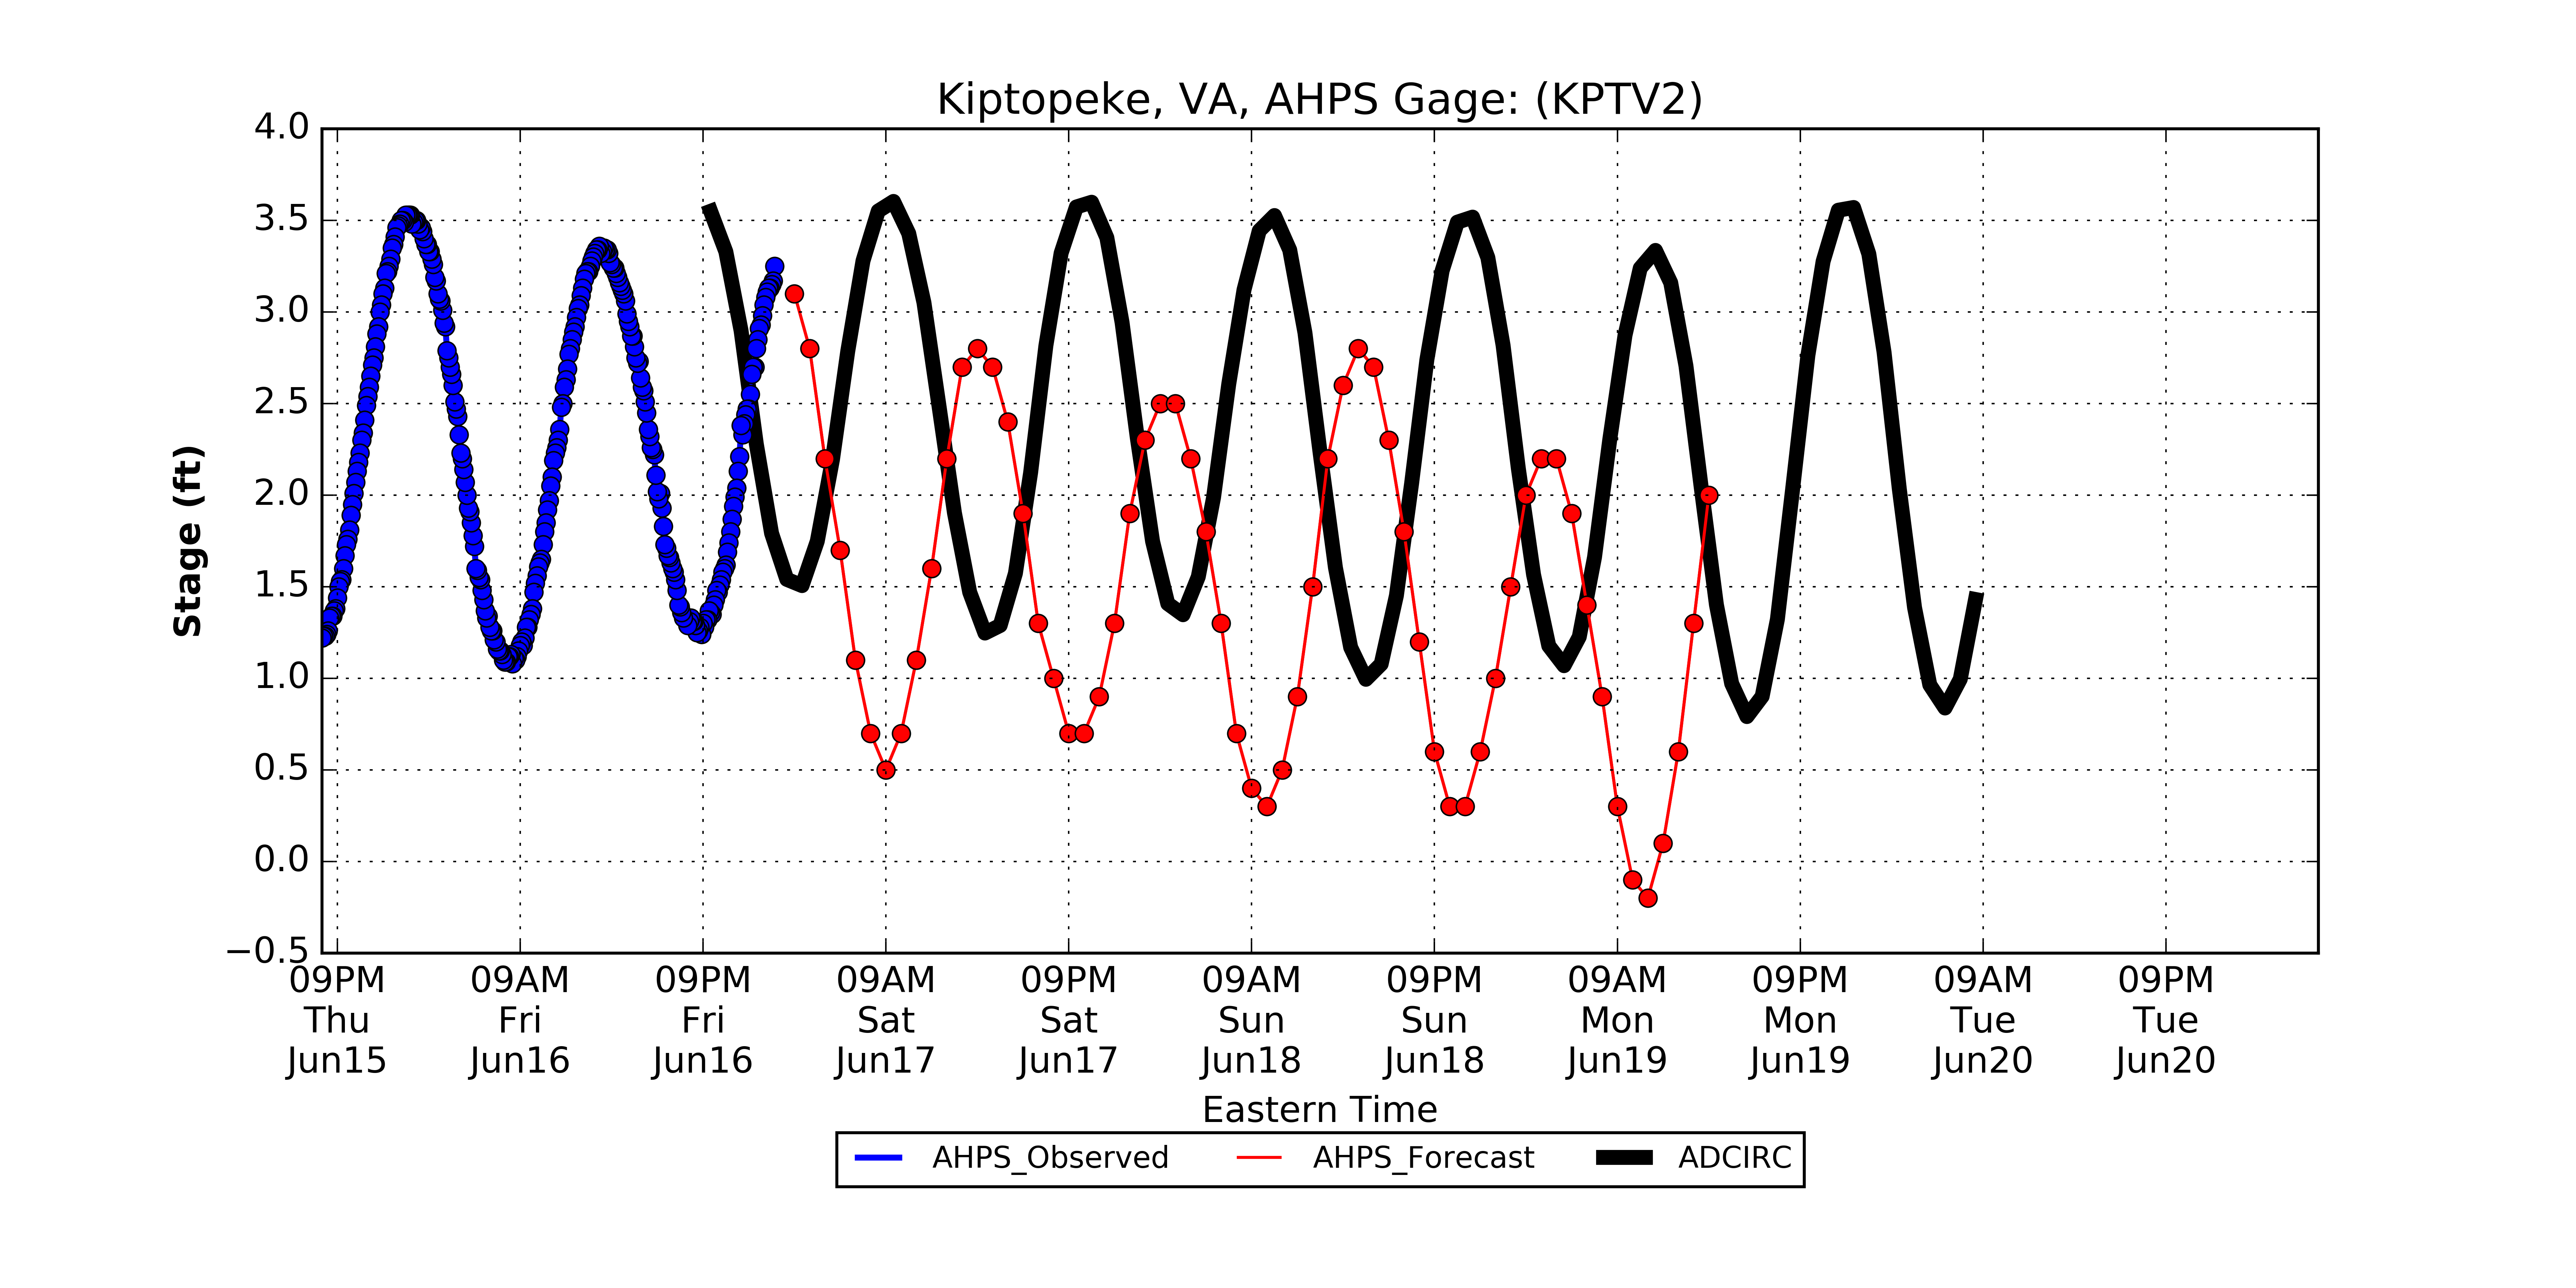 Kiptopeke, VA, AHPS Gage: (KPTV2)
4.0
3.5
3.0
2.5
2.0
1.5
1.0
0.5
0.0
−0.5
Stage (ft)
09PM 09AM 09PM 09AM 09PM 09AM 09PM 09AM 09PM 09AM 09PM
Thu Fri Fri Sat Sat Sun Sun Mon Mon Tue Tue
Jun15 Jun16 Jun16 Jun17 Jun17 Jun18 Jun18 Jun19 Jun19 Jun20 Jun20
Eastern Time
AHPS_Observed AHPS_Forecast ADCIRC